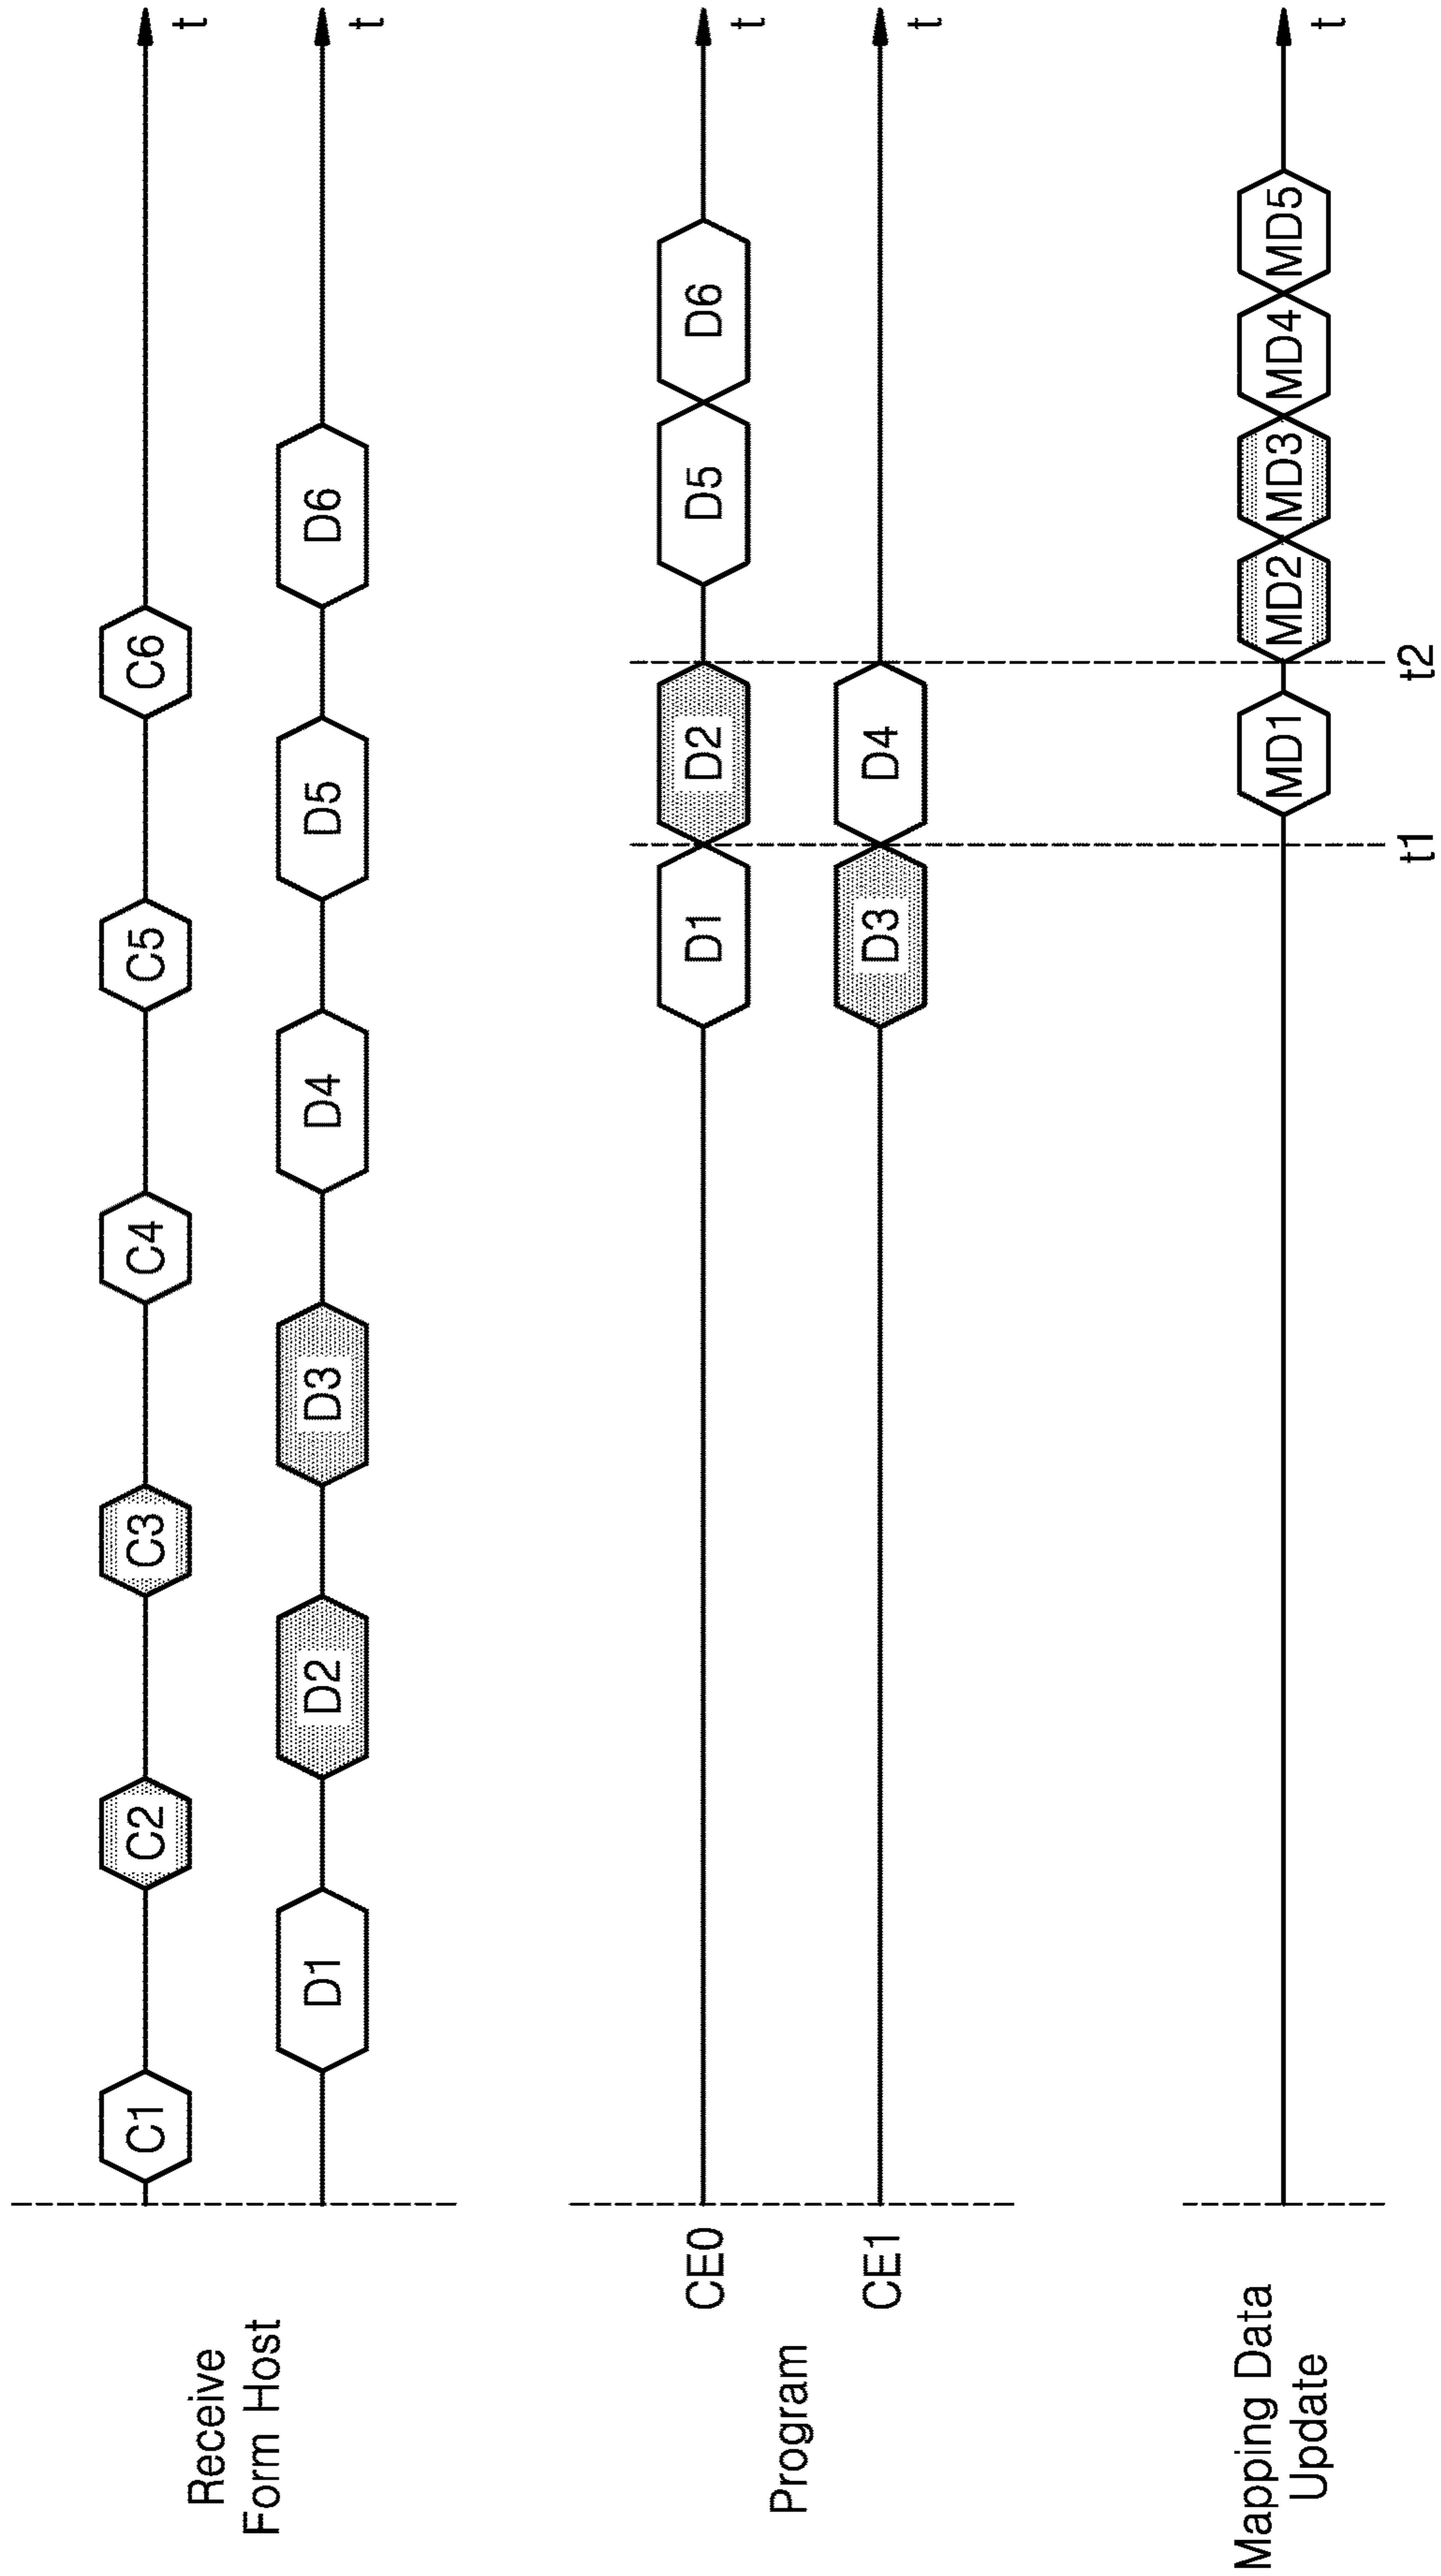 Receive
Form Host
C1 C2 C3 C4 C5 C6 t
D1 D2 D3 D4 D5 D6 t
Program
CE0 D1 D2 D5 D6 t
CE1 D3 D4 t
Mapping Data
Update
MD1 MD2 MD3 MD4 MD5 t
t1 t2